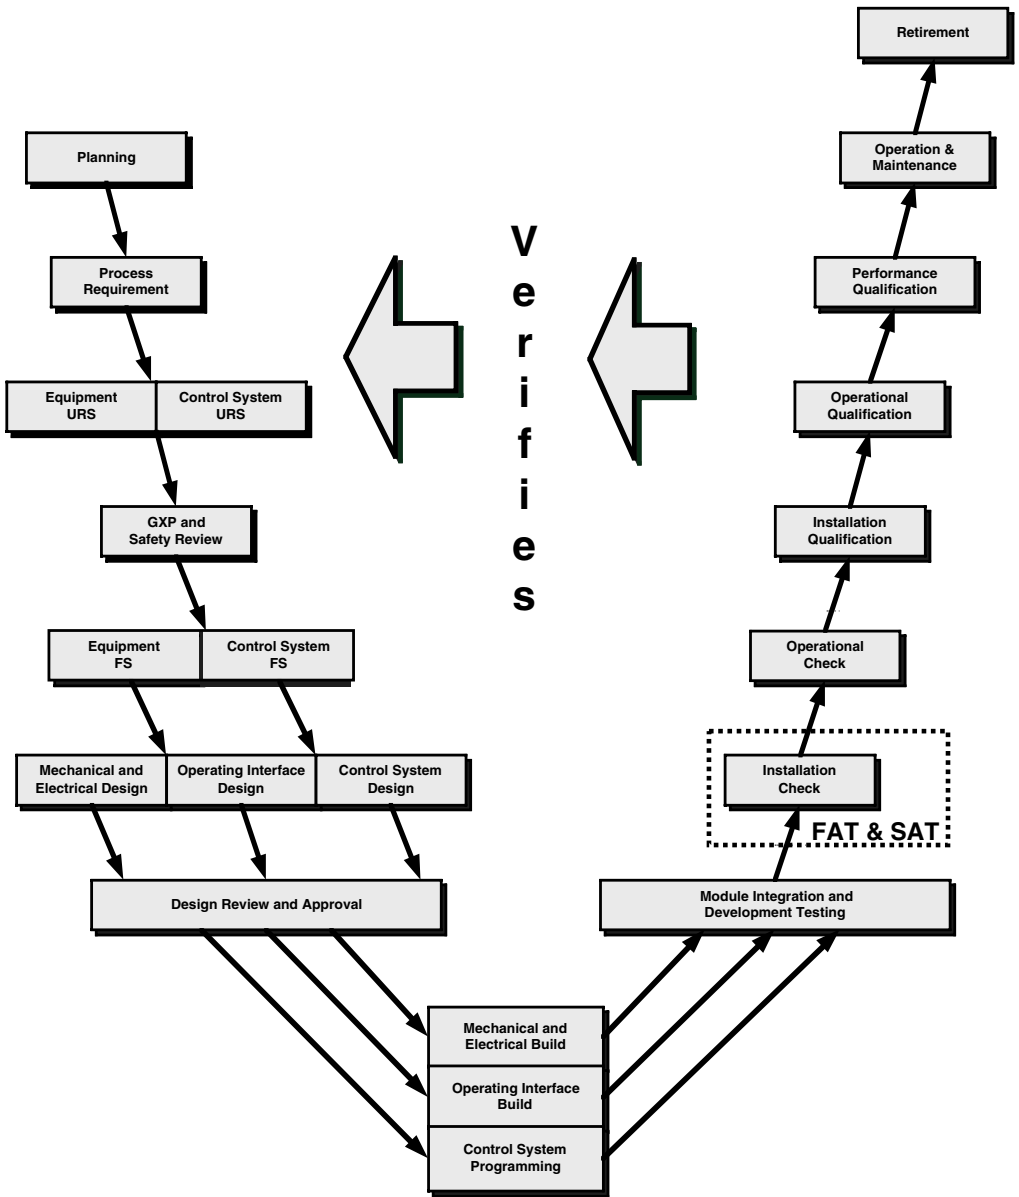 Retirement
Planning
Operation &
Maintenance
Process
Requirement
Verifies
Performance
Qualification
Equipment
URS
Control System
URS
Operational
Qualification
GXP and
Safety Review
Installation
Qualification
Equipment
FS
Control System
FS
Operational
Check
Mechanical and
Electrical Design
Operating Interface
Design
Control System
Design
Installation
Check
FAT & SAT
Design Review and Approval
Module Integration and
Development Testing
Mechanical and
Electrical Build
Operating Interface
Build
Control System
Programming